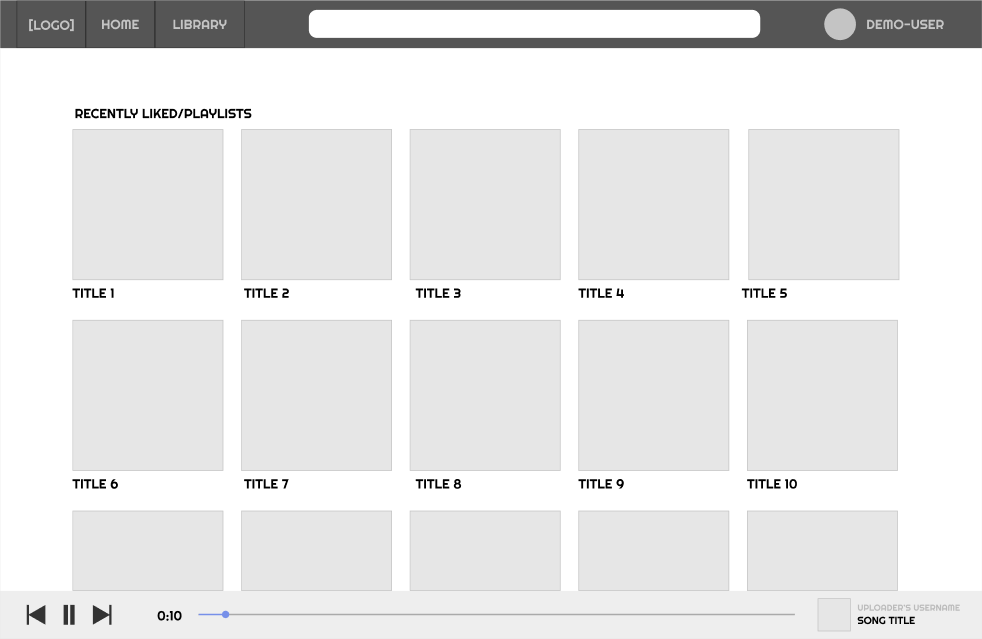 [LOGO] HOME LIBRARY DEMO-USER
RECENTLY LIKED/PLAYLISTS
TITLE 1 TITLE 2 TITLE 3 TITLE 4 TITLE 5
TITLE 6 TITLE 7 TITLE 8 TITLE 9 TITLE 10
0:10
UPLOADER'S USERNAME
SONG TITLE